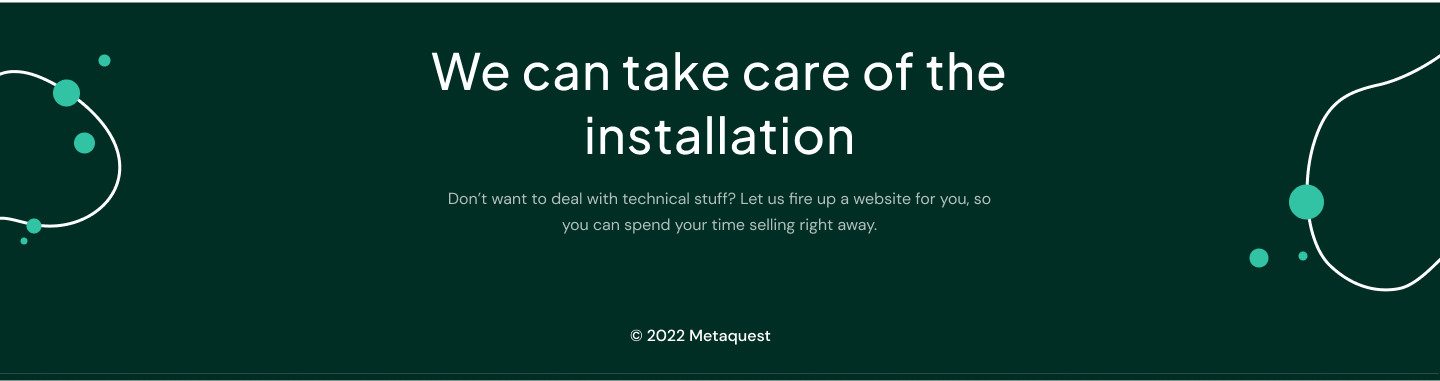 We can take care of the
installation
Don’t want to deal with technical stuff? Let us fire up a website for you, so
you can spend your time selling right away.
© 2022 Metaquest